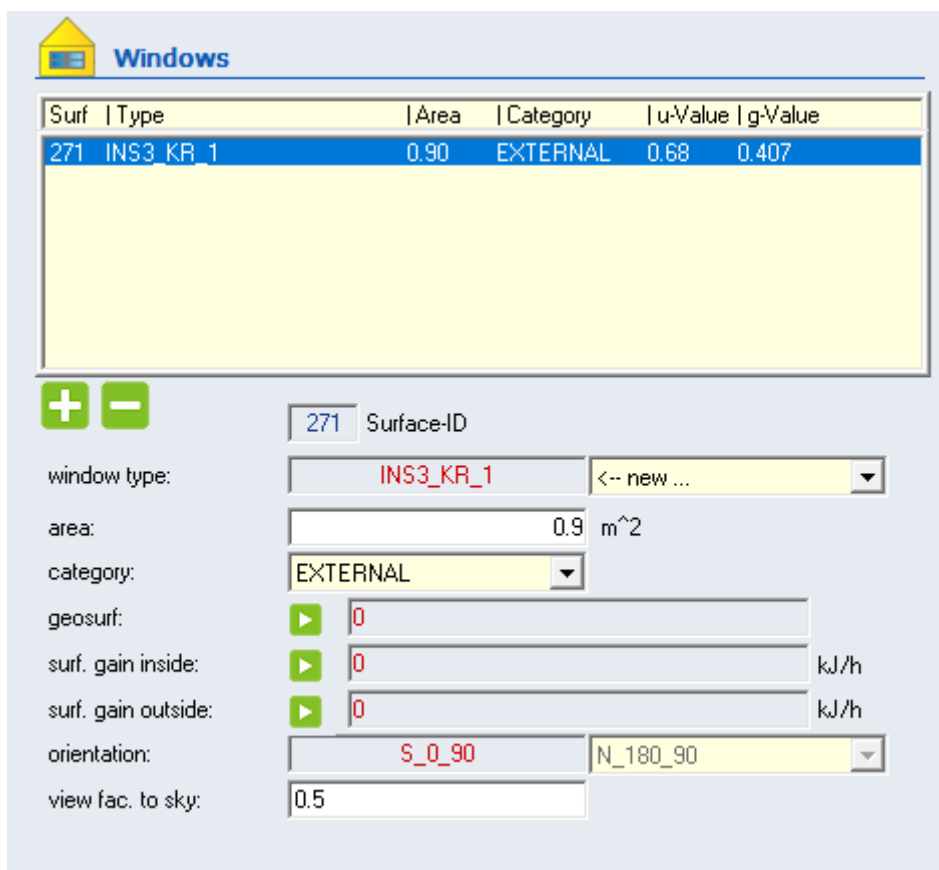 Windows
Surf | Type | Area | Category | u-Value | g-Value
271 INS3_KR_1 0.90 EXTERNAL 0.68 0.407
271 Surface-ID
window type: INS3_KR_1 <-- new ...
area: 0.9 m^2
category: EXTERNAL
geosurf: 0
surf. gain inside: 0 kJ/h
surf. gain outside: 0 kJ/h
orientation: S_0_90 N_180_90
view fac. to sky: 0.5